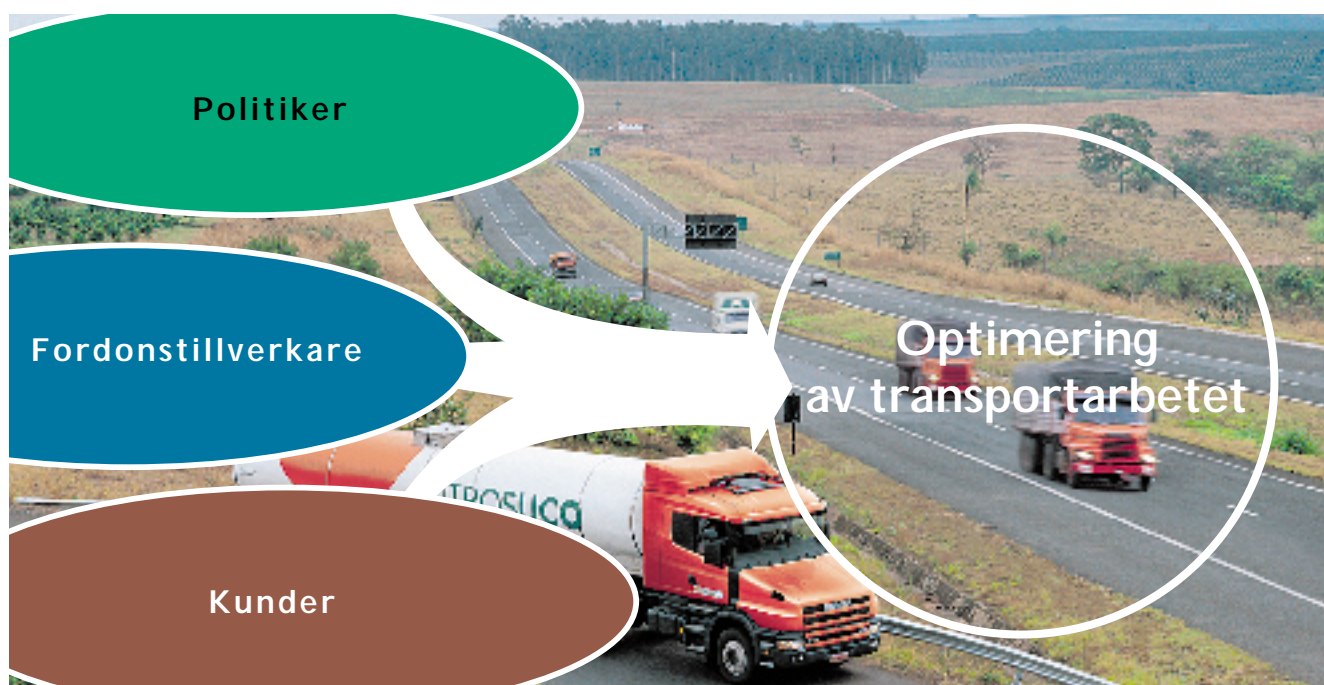 Politiker
Fordonstillverkare
Kunder
Optimering
av transportarbetet